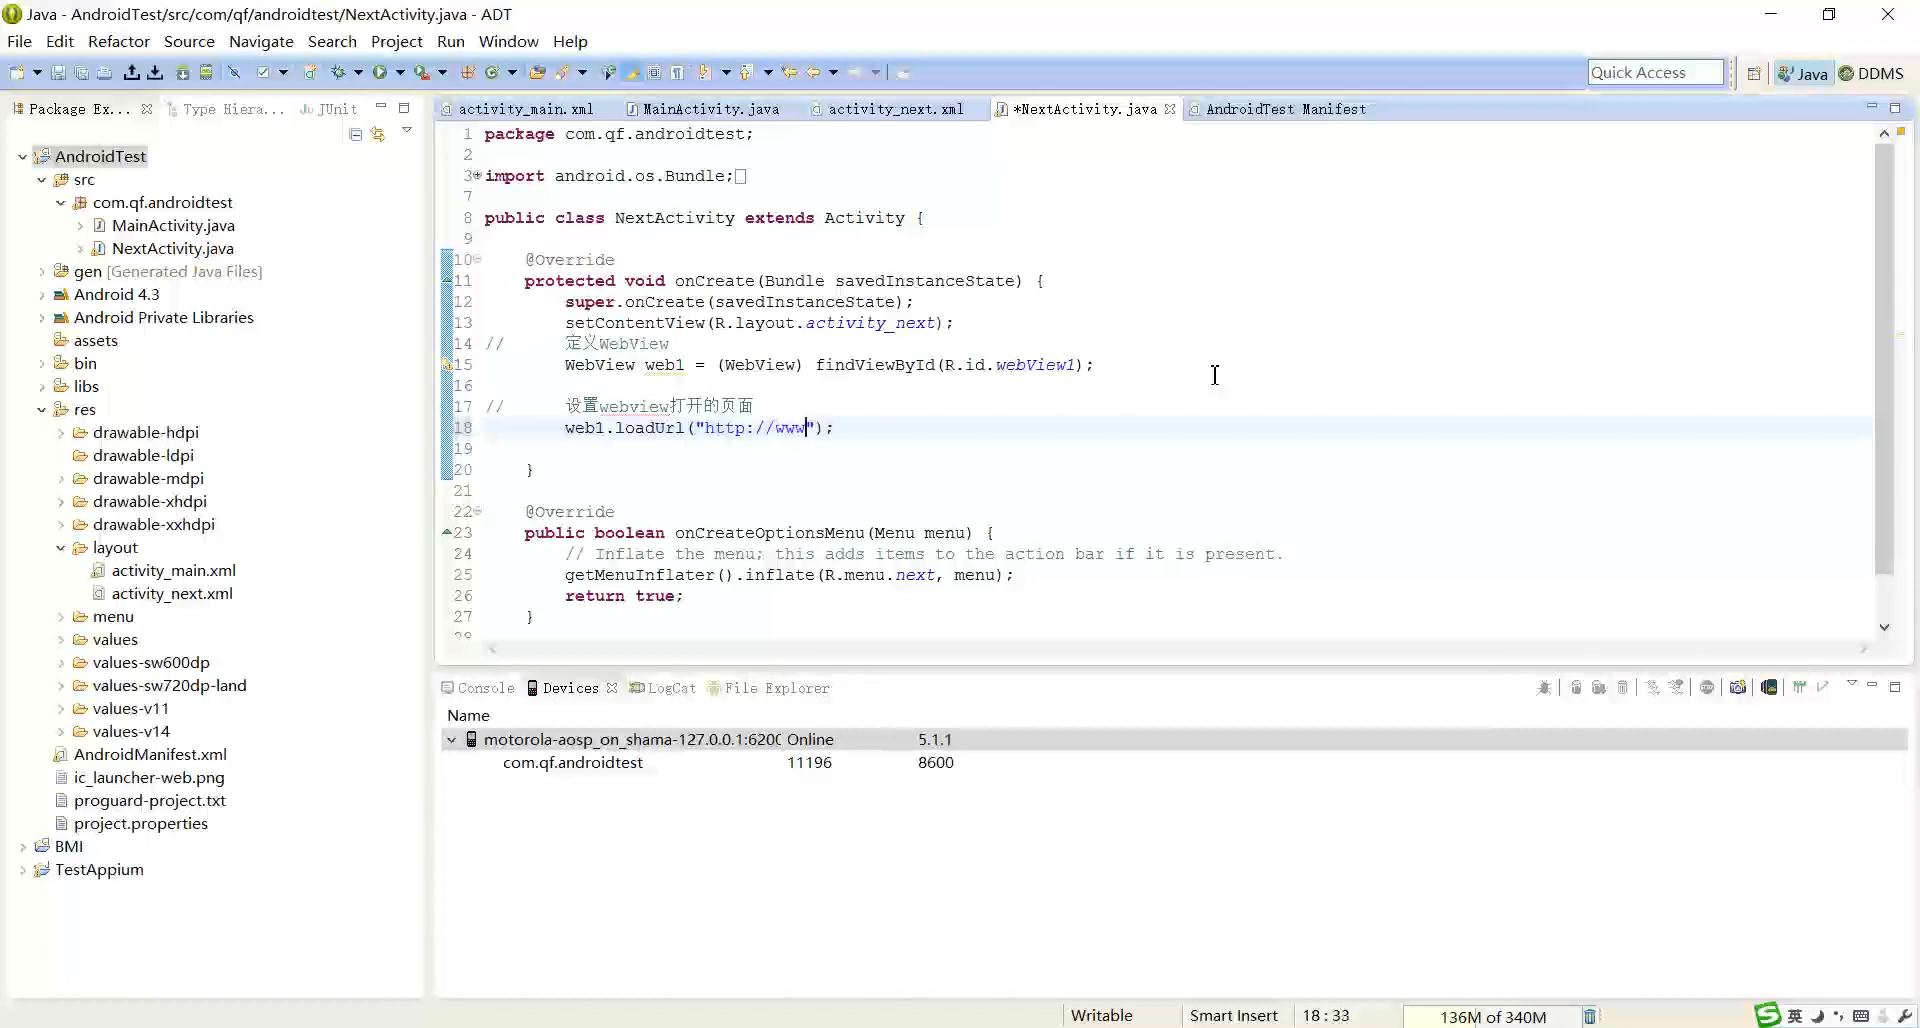 Java - AndroidTest/src/com/qf/androidtest/NextActivity.java - ADT
File Edit Refactor Source Navigate Search Project Run Window Help
Quick Access
Java
DDMS
Package Ex...
Type Hiera...
JUnit
activity_main.xml
MainActivity.java
activity_next.xml
*NextActivity.java
AndroidTest Manifest
AndroidTest
src
com.qf.androidtest
MainActivity.java
NextActivity.java
gen [Generated Java Files]
Android 4.3
Android Private Libraries
assets
bin
libs
res
drawable-hdpi
drawable-ldpi
drawable-mdpi
drawable-xhdpi
drawable-xxhdpi
layout
activity_main.xml
activity_next.xml
menu
values
values-sw600dp
values-sw720dp-land
values-v11
values-v14
AndroidManifest.xml
ic_launcher-web.png
proguard-project.txt
project.properties
BMI
TestAppium
1 package com.qf.androidtest;
2
3 import android.os.Bundle;
7
8 public class NextActivity extends Activity {
9
10 @Override
11 protected void onCreate(Bundle savedInstanceState) {
12 super.onCreate(savedInstanceState);
13 setContentView(R.layout.activity_next);
14 // 定义WebView
15 WebView web1 = (WebView) findViewById(R.id.webView1);
16
17 // 设置webview打开的页面
18 web1.loadUrl("http://www");
19
20 }
21
22 @Override
23 public boolean onCreateOptionsMenu(Menu menu) {
24 // Inflate the menu; this adds items to the action bar if it is present.
25 getMenuInflater().inflate(R.menu.next, menu);
26 return true;
27 }
28
Console
Devices
LogCat
File Explorer
Name
motorola-aosp_on_shama-127.0.0.1:620 Online 5.1.1
com.qf.androidtest 11196 8600
Writable
Smart Insert
18 : 33
136M of 340M
英